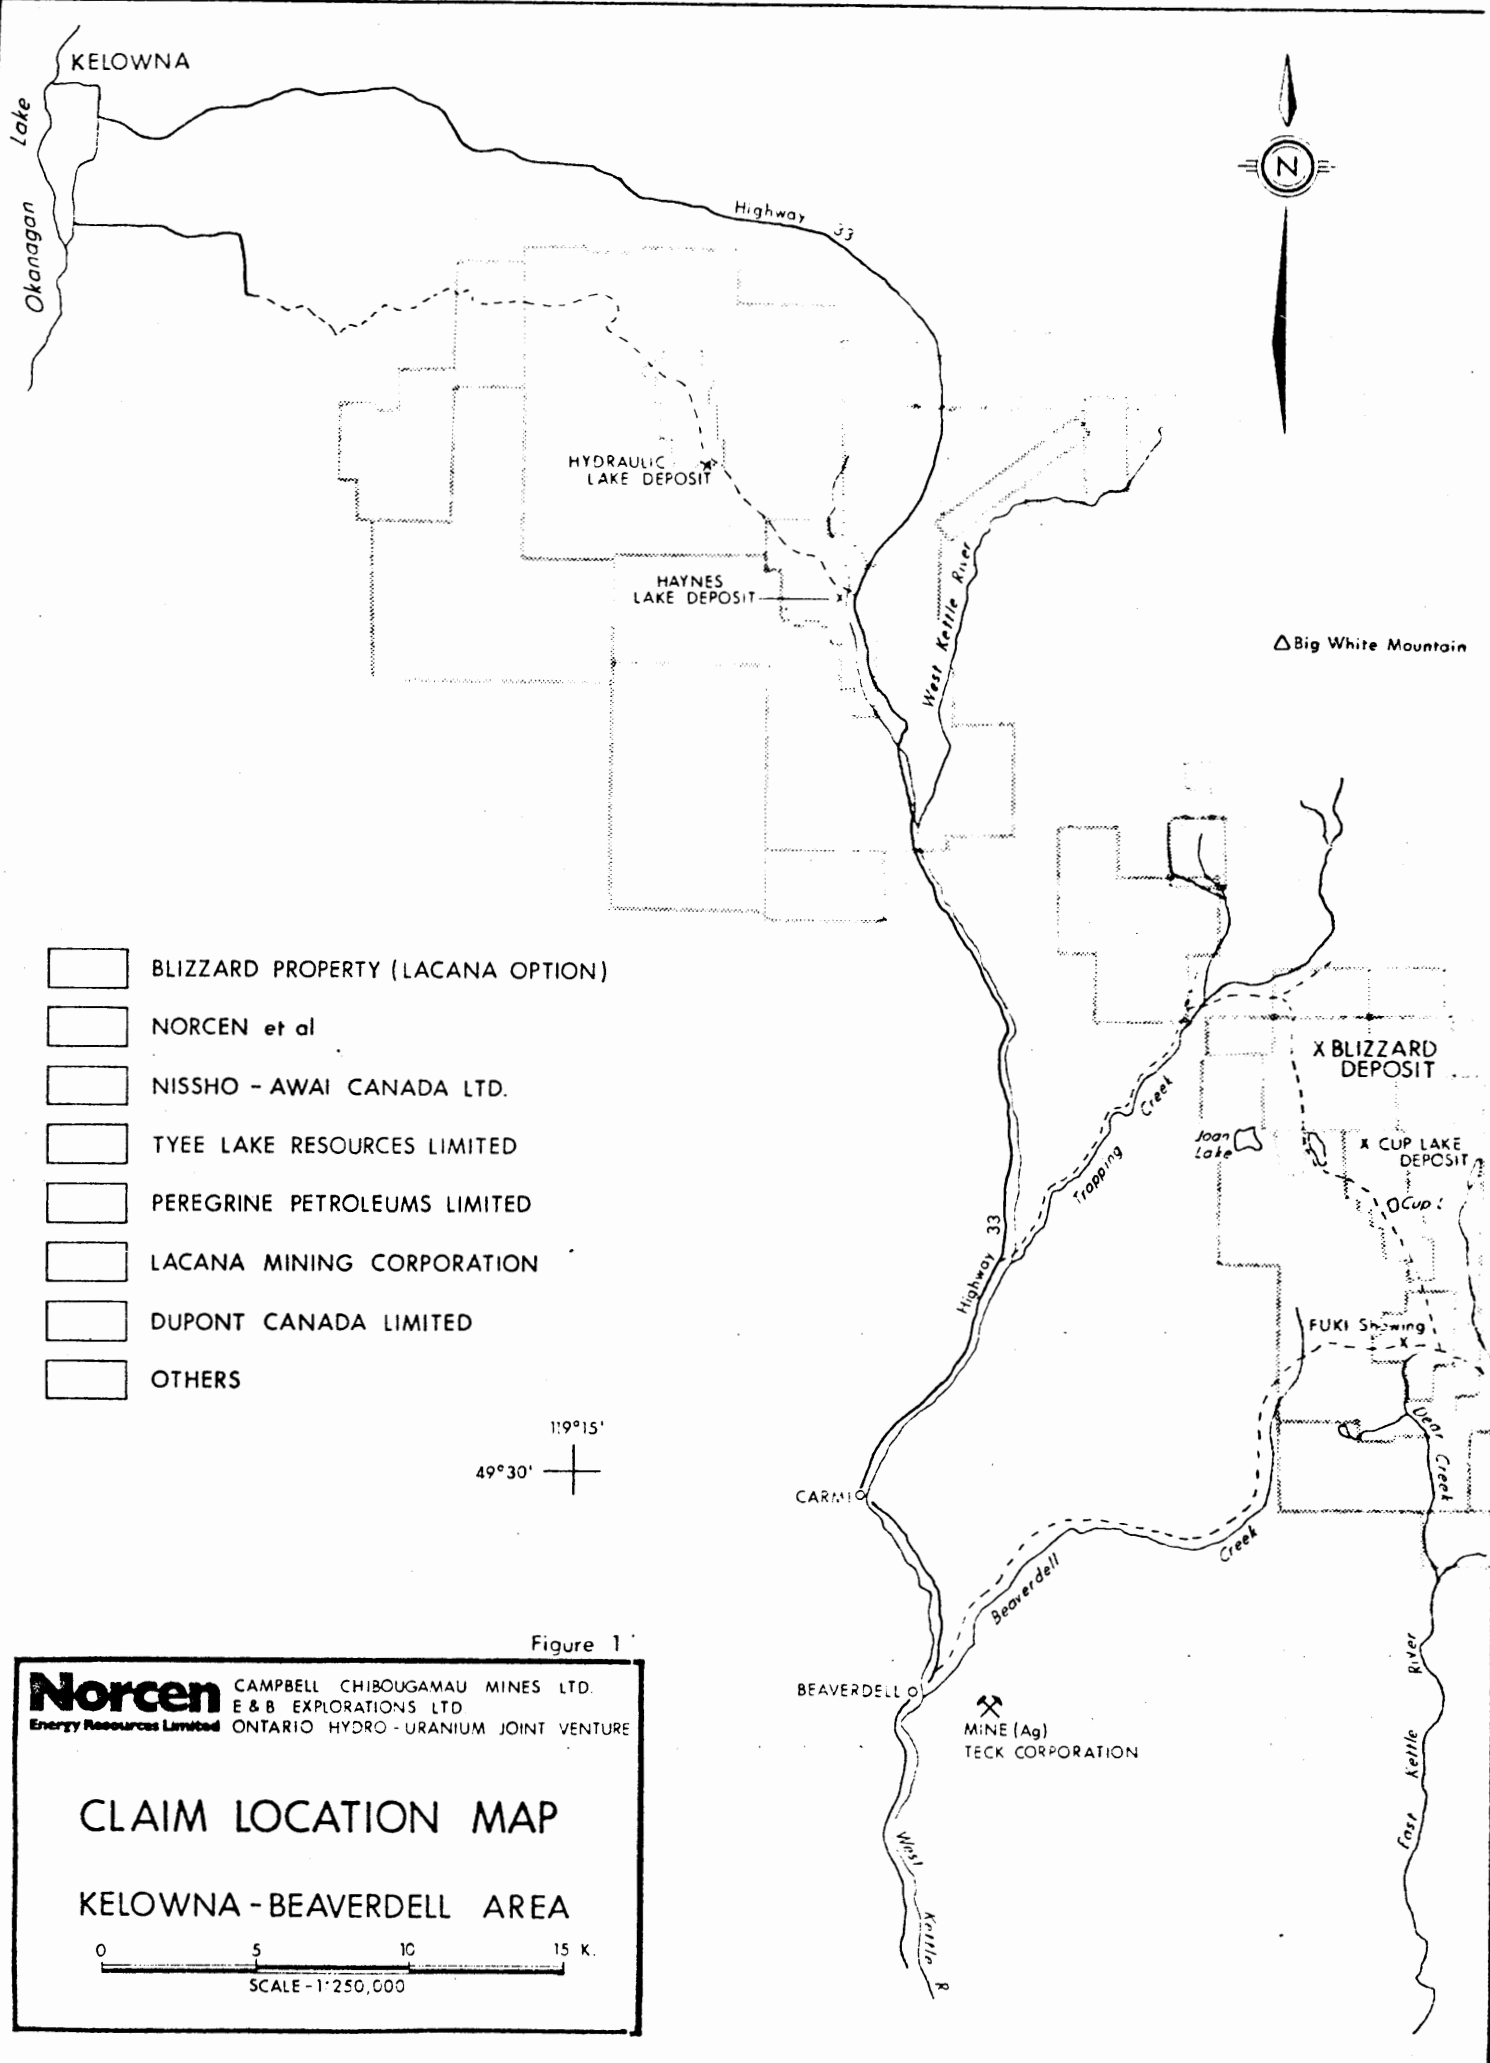 KELOWNA
Okanagan Lake
Highway 33
N
HYDRAULIC
LAKE DEPOSIT
HAYNES
LAKE DEPOSIT
West Kettle River
Big White Mountain
BLIZZARD PROPERTY (LACANA OPTION)
NORCEN et al
NISSHO - AWAI CANADA LTD.
TYEE LAKE RESOURCES LIMITED
PEREGRINE PETROLEUMS LIMITED
LACANA MINING CORPORATION
DUPONT CANADA LIMITED
OTHERS
X BLIZZARD
DEPOSIT
Joan
Lake
X CUP LAKE
DEPOSIT
Cup
Trapping Creek
Highway 33
FUKI Showing
X
119°15'
49°30'
CARMI
Creek
Beaverdell Creek
BEAVERDELL
MINE (Ag)
TECK CORPORATION
East Kettle River
West Kettle R
Figure 1
Norcen
Energy Resources Limited
CAMPBELL CHIBOUGAMAU MINES LTD.
E & B EXPLORATIONS LTD
ONTARIO HYDRO - URANIUM JOINT VENTURE
CLAIM LOCATION MAP
KELOWNA - BEAVERDELL AREA
0 5 10 15 K.
SCALE - 1:250,000